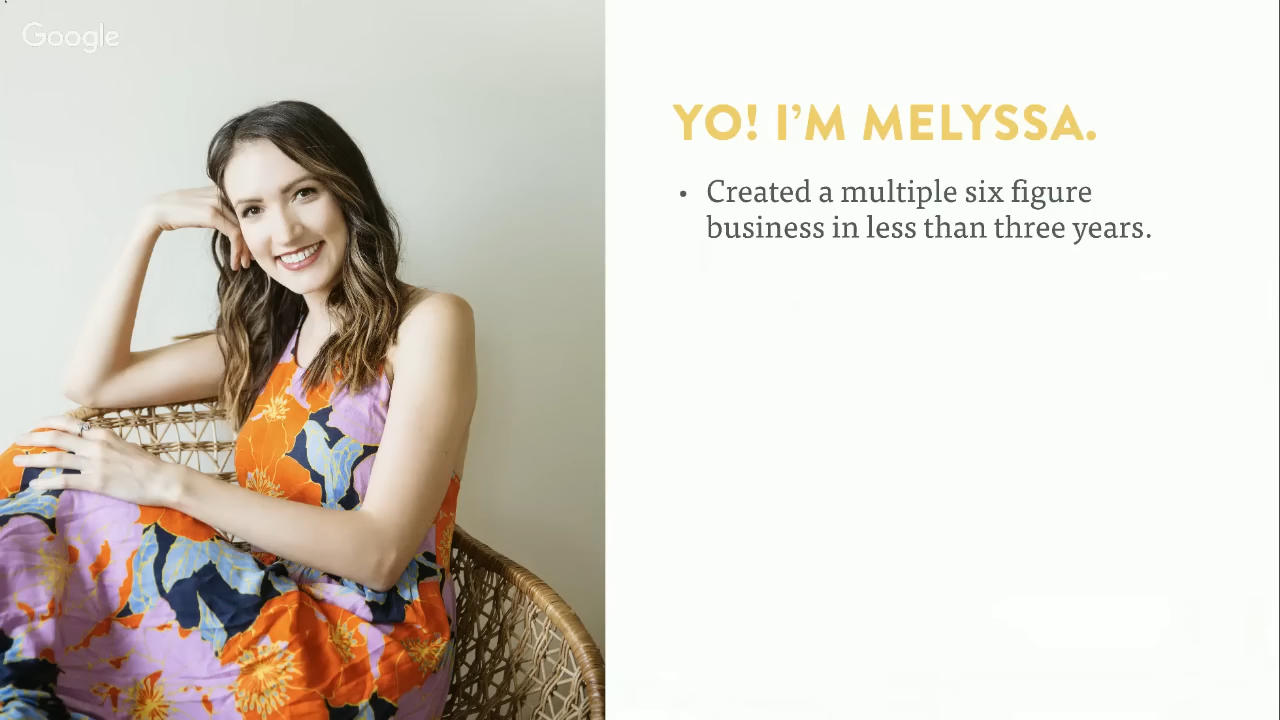 Google
YO! I'M MELYSSA.
• Created a multiple six figure
business in less than three years.